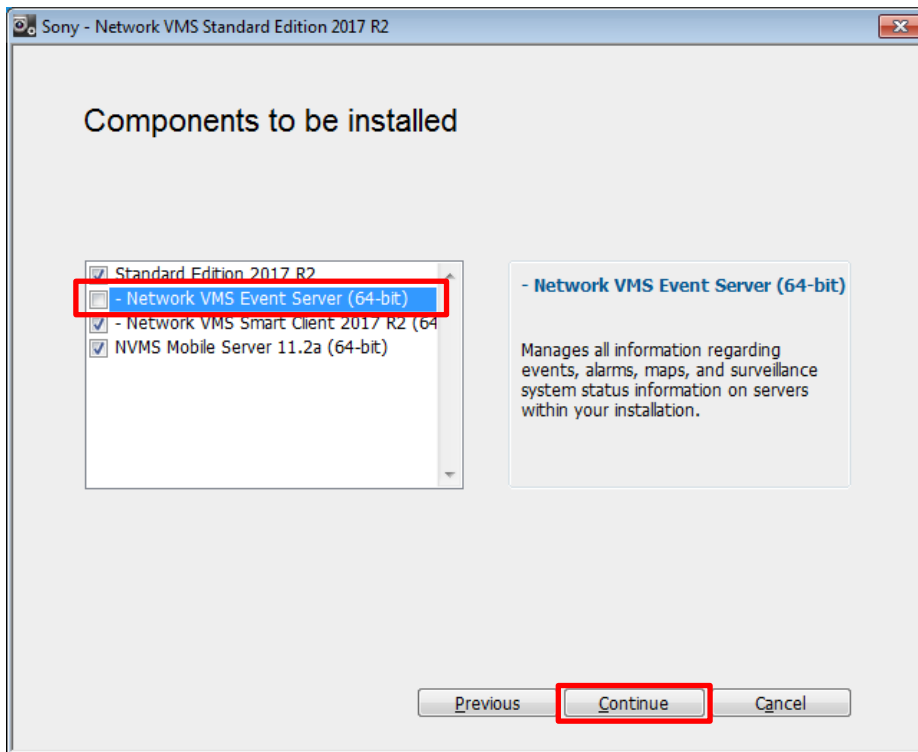 Sony - Network VMS Standard Edition 2017 R2
Components to be installed
Standard Edition 2017 R2
- Network VMS Event Server (64-bit)
- Network VMS Smart Client 2017 R2 (64
NVMS Mobile Server 11.2a (64-bit)
- Network VMS Event Server (64-bit)
Manages all information regarding
events, alarms, maps, and surveillance
system status information on servers
within your installation.
Previous Continue Cancel